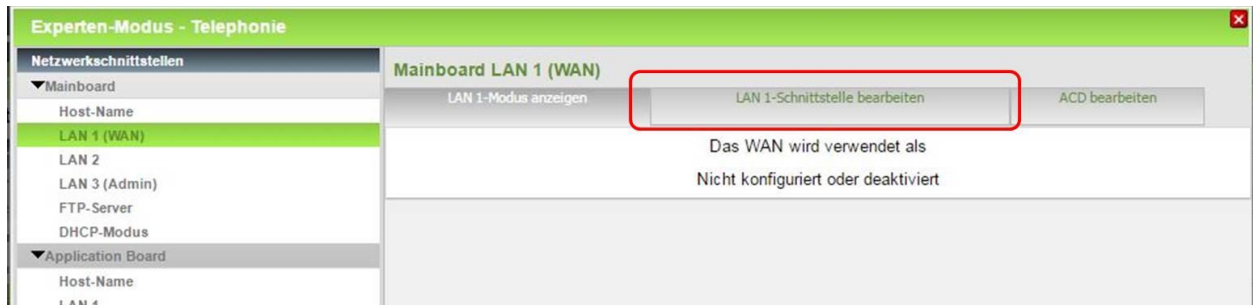 Experten-Modus - Telephonie
Netzwerkschnittstellen
Mainboard
Host-Name
LAN 1 (WAN)
LAN 2
LAN 3 (Admin)
FTP-Server
DHCP-Modus
Application Board
Host-Name
LAN 1
Mainboard LAN 1 (WAN)
LAN 1-Modus anzeigen LAN 1-Schnittstelle bearbeiten ACD bearbeiten
Das WAN wird verwendet als
Nicht konfiguriert oder deaktiviert